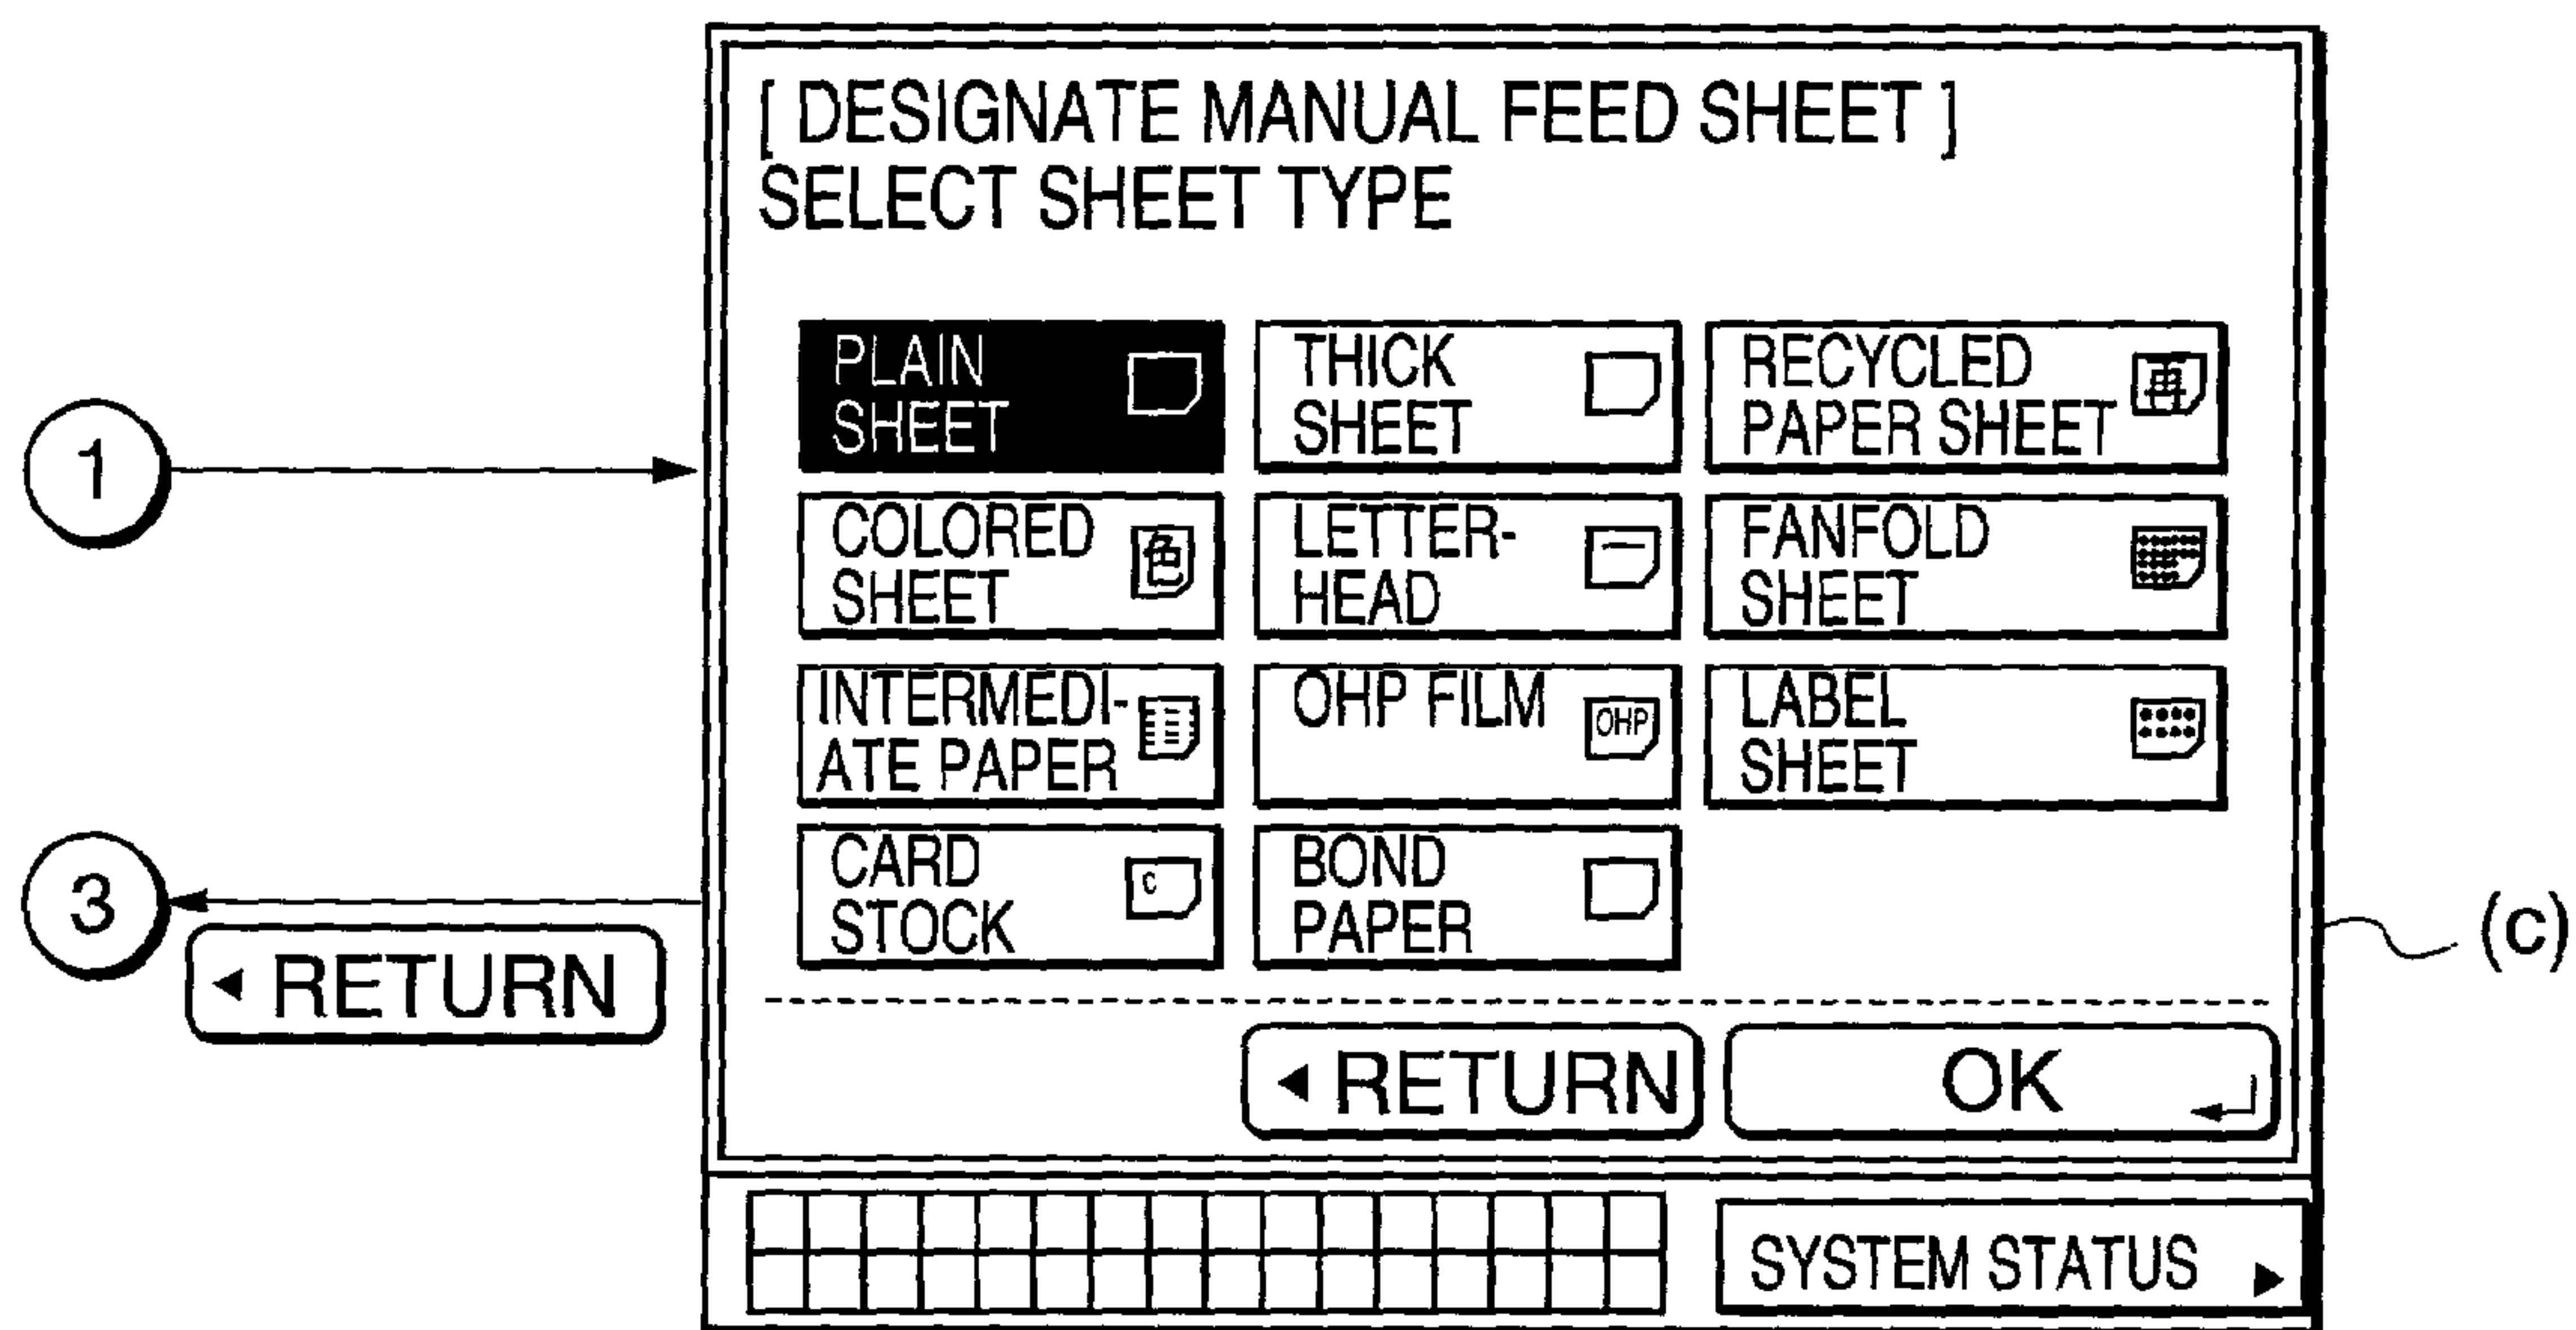 [ DESIGNATE MANUAL FEED SHEET ]
SELECT SHEET TYPE
PLAIN
SHEET
THICK
SHEET
RECYCLED
PAPER SHEET
再
1
COLORED
SHEET
色
LETTER-
HEAD
FANFOLD
SHEET
INTERMEDI-
ATE PAPER
OHP FILM
OHP
LABEL
SHEET
CARD
STOCK
C
BOND
PAPER
3
◄ RETURN
(c)
◄ RETURN
OK
SYSTEM STATUS ►